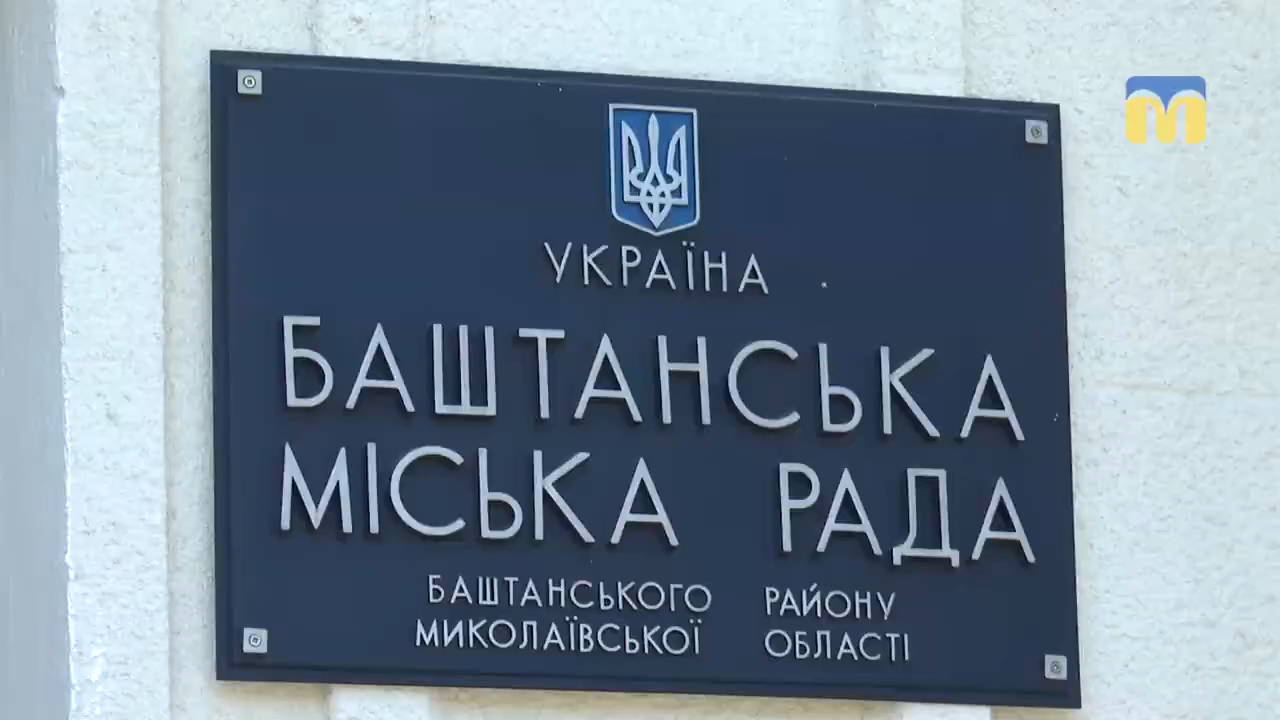 УКРАЇНА
БАШТАНСЬКА
МІСЬКА РАДА
БАШТАНСЬКОГО РАЙОНУ
МИКОЛАЇВСЬКОЇ ОБЛАСТІ
М